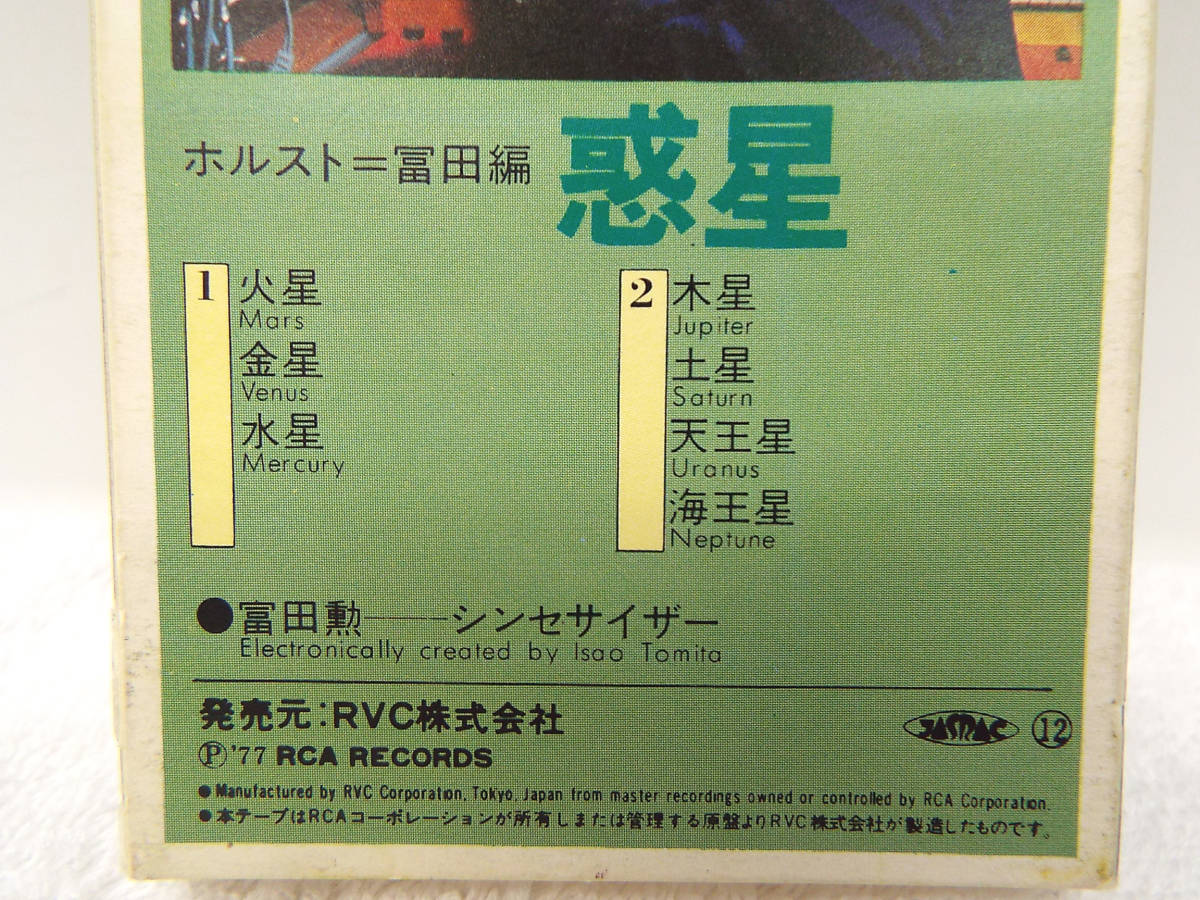 ホルスト=冨田編 惑星
1
火星
Mars
金星
Venus
水星
Mercury
2
木星
Jupiter
土星
Saturn
天王星
Uranus
海王星
Neptune
●冨田勲——シンセサイザー
Electronically created by Isao Tomita
発売元:RVC株式会社
Ⓟ'77 RCA RECORDS
JASRAC ⑫
●Manufactured by RVC Corporation, Tokyo, Japan from master recordings owned or controlled by RCA Corporation.
●本テープはRCAコーポレーションが所有しまたは管理する原盤よりRVC株式会社が製造したものです。